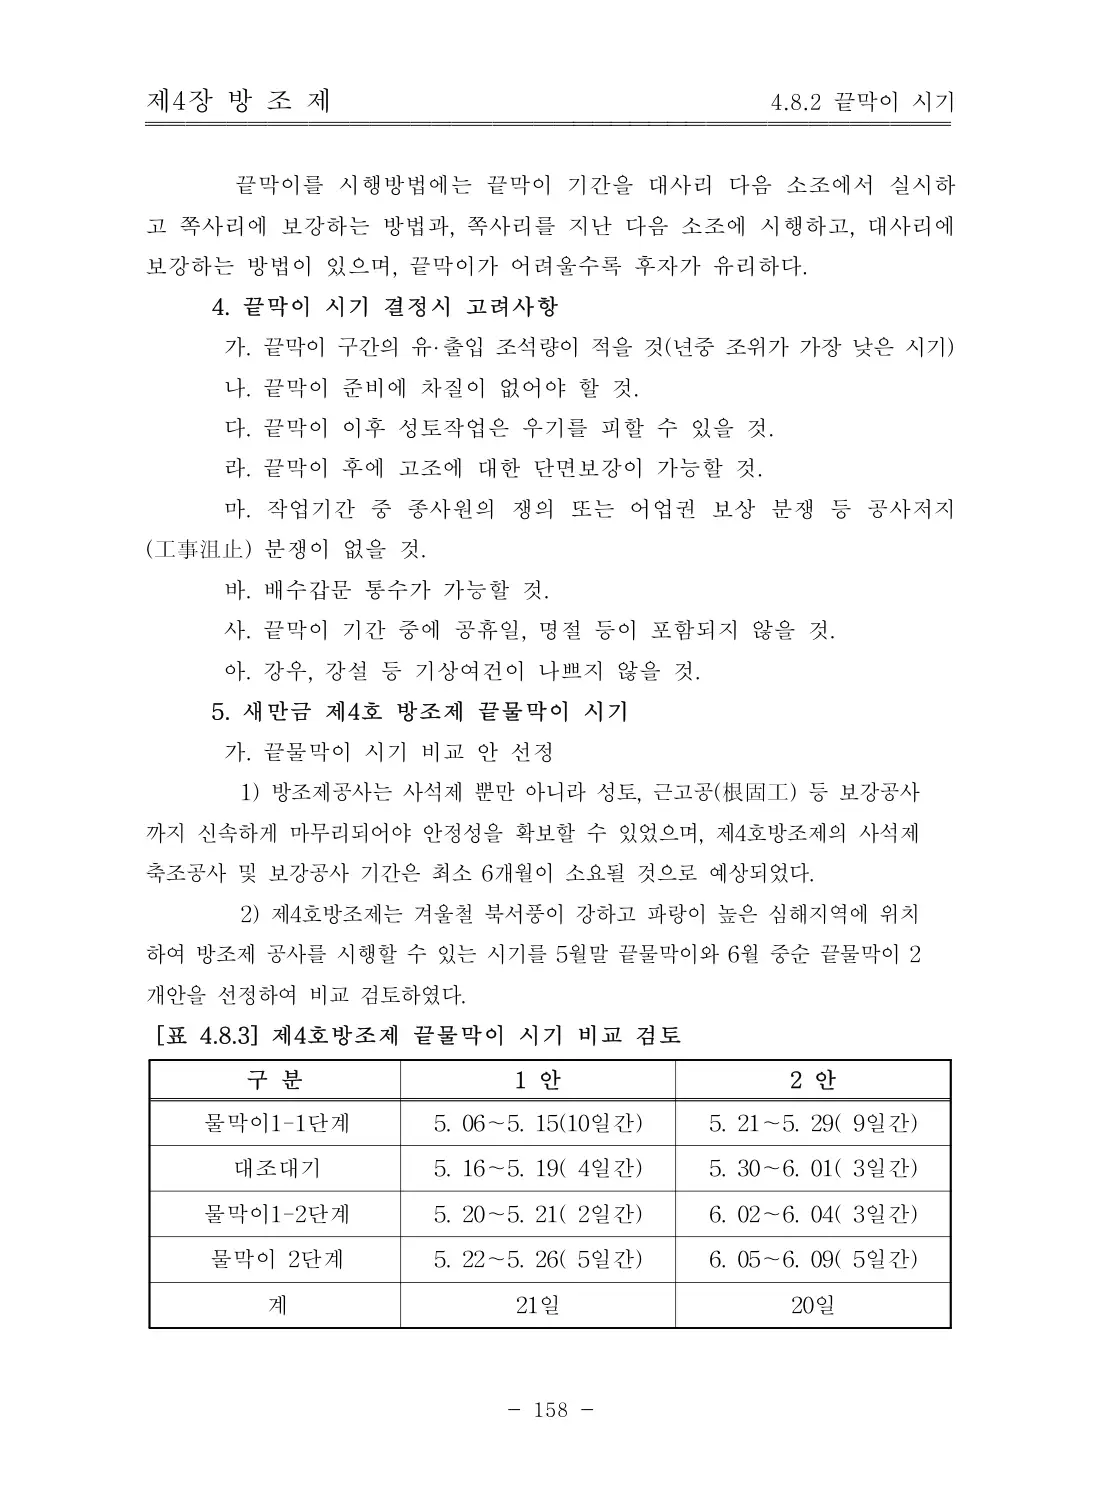 제4장 방 조 제 4.8.2 끝막이 시기
끝막이를 시행방법에는 끝막이 기간을 대사리 다음 소조에서 실시하
고 쪽사리에 보강하는 방법과, 쪽사리를 지난 다음 소조에 시행하고, 대사리에
보강하는 방법이 있으며, 끝막이가 어려울수록 후자가 유리하다.
4. 끝막이 시기 결정시 고려사항
가. 끝막이 구간의 유·출입 조석량이 적을 것(년중 조위가 가장 낮은 시기)
나. 끝막이 준비에 차질이 없어야 할 것.
다. 끝막이 이후 성토작업은 우기를 피할 수 있을 것.
라. 끝막이 후에 고조에 대한 단면보강이 가능할 것.
마. 작업기간 중 종사원의 쟁의 또는 어업권 보상 분쟁 등 공사저지
(工事沮止) 분쟁이 없을 것.
바. 배수갑문 통수가 가능할 것.
사. 끝막이 기간 중에 공휴일, 명절 등이 포함되지 않을 것.
아. 강우, 강설 등 기상여건이 나쁘지 않을 것.
5. 새만금 제4호 방조제 끝물막이 시기
가. 끝물막이 시기 비교 안 선정
1) 방조제공사는 사석제 뿐만 아니라 성토, 근고공(根固工) 등 보강공사
까지 신속하게 마무리되어야 안정성을 확보할 수 있었으며, 제4호방조제의 사석제
축조공사 및 보강공사 기간은 최소 6개월이 소요될 것으로 예상되었다.
2) 제4호방조제는 겨울철 북서풍이 강하고 파랑이 높은 심해지역에 위치
하여 방조제 공사를 시행할 수 있는 시기를 5월말 끝물막이와 6월 중순 끝물막이 2
개안을 선정하여 비교 검토하였다.
[표 4.8.3] 제4호방조제 끝물막이 시기 비교 검토
구 분 1 안 2 안
물막이1-1단계 5. 06～5. 15(10일간) 5. 21～5. 29( 9일간)
대조대기 5. 16～5. 19( 4일간) 5. 30～6. 01( 3일간)
물막이1-2단계 5. 20～5. 21( 2일간) 6. 02～6. 04( 3일간)
물막이 2단계 5. 22～5. 26( 5일간) 6. 05～6. 09( 5일간)
계 21일 20일
- 158 -